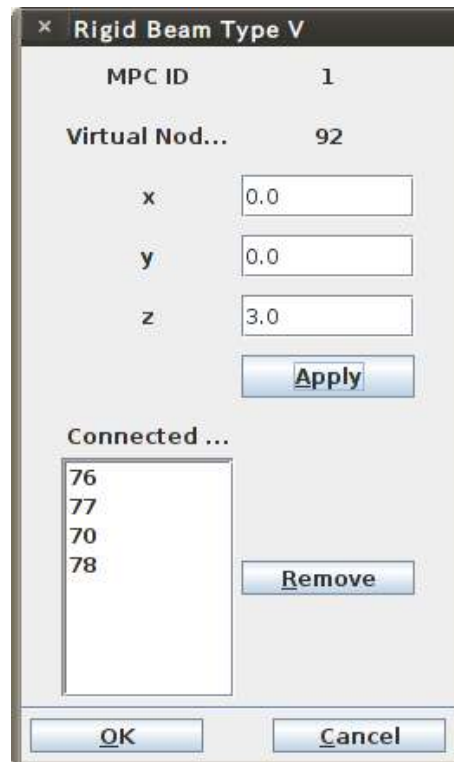 × Rigid Beam Type V
MPC ID 1
Virtual Nod... 92
x 0.0
y 0.0
z 3.0
Apply
Connected ...
76
77
70
78
Remove
OK Cancel